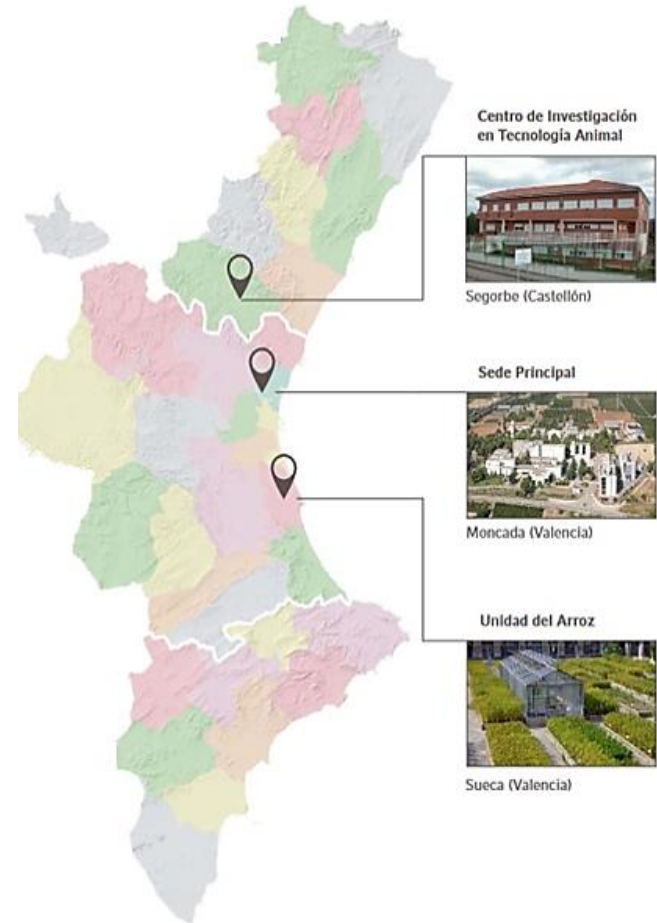 Centro de Investigación
en Tecnología Animal
Segorbe (Castellón)
Sede Principal
Moncada (Valencia)
Unidad del Arroz
Sueca (Valencia)